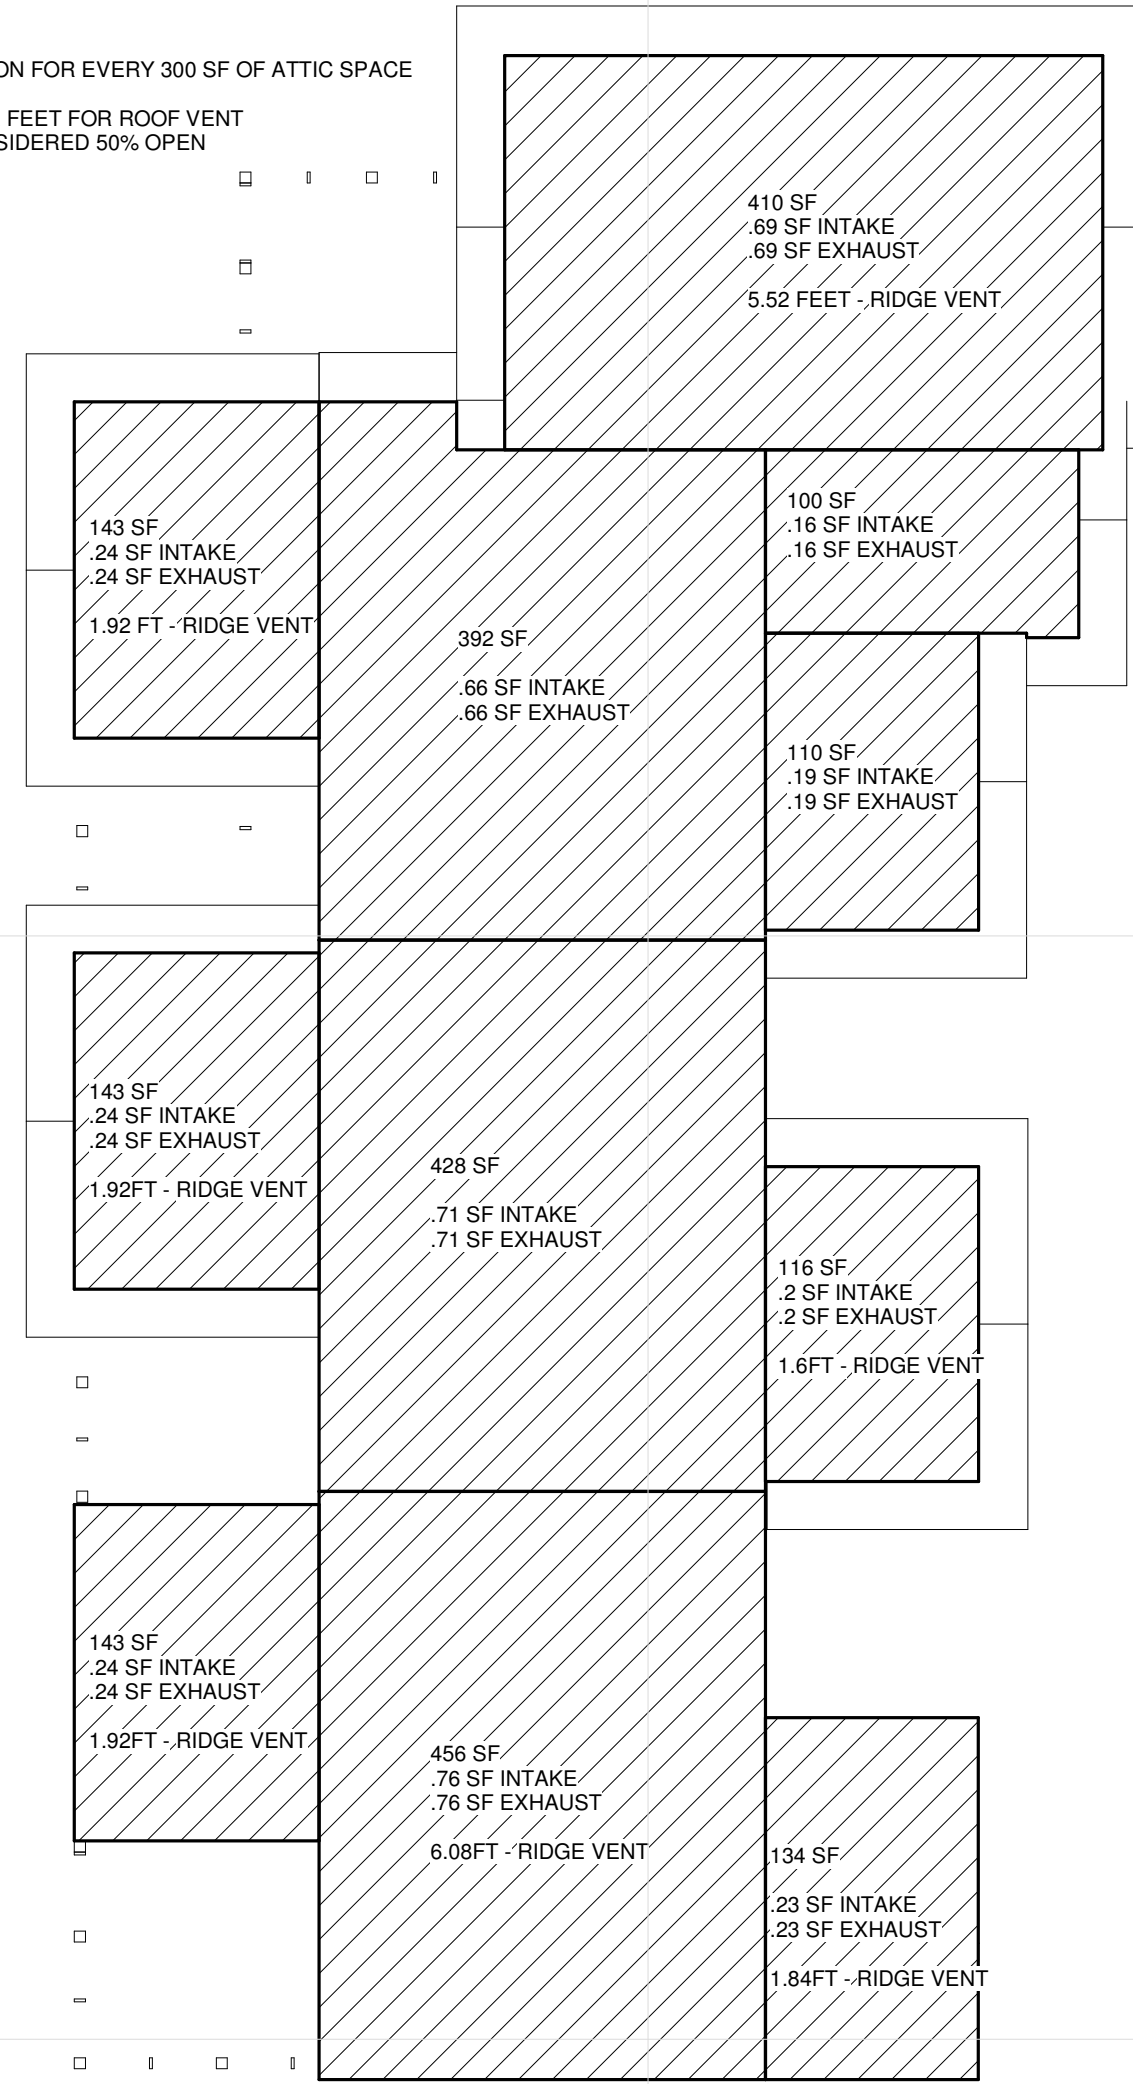 ON FOR EVERY 300 SF OF ATTIC SPACE
FEET FOR ROOF VENT
SIDERED 50% OPEN
410 SF
.69 SF INTAKE
.69 SF EXHAUST
5.52 FEET - RIDGE VENT
143 SF
.24 SF INTAKE
.24 SF EXHAUST
1.92 FT - RIDGE VENT
392 SF
.66 SF INTAKE
.66 SF EXHAUST
100 SF
.16 SF INTAKE
.16 SF EXHAUST
110 SF
.19 SF INTAKE
.19 SF EXHAUST
143 SF
.24 SF INTAKE
.24 SF EXHAUST
1.92FT - RIDGE VENT
428 SF
.71 SF INTAKE
.71 SF EXHAUST
116 SF
.2 SF INTAKE
.2 SF EXHAUST
1.6FT - RIDGE VENT
143 SF
.24 SF INTAKE
.24 SF EXHAUST
1.92FT - RIDGE VENT
456 SF
.76 SF INTAKE
.76 SF EXHAUST
6.08FT - RIDGE VENT
134 SF
.23 SF INTAKE
.23 SF EXHAUST
1.84FT - RIDGE VENT